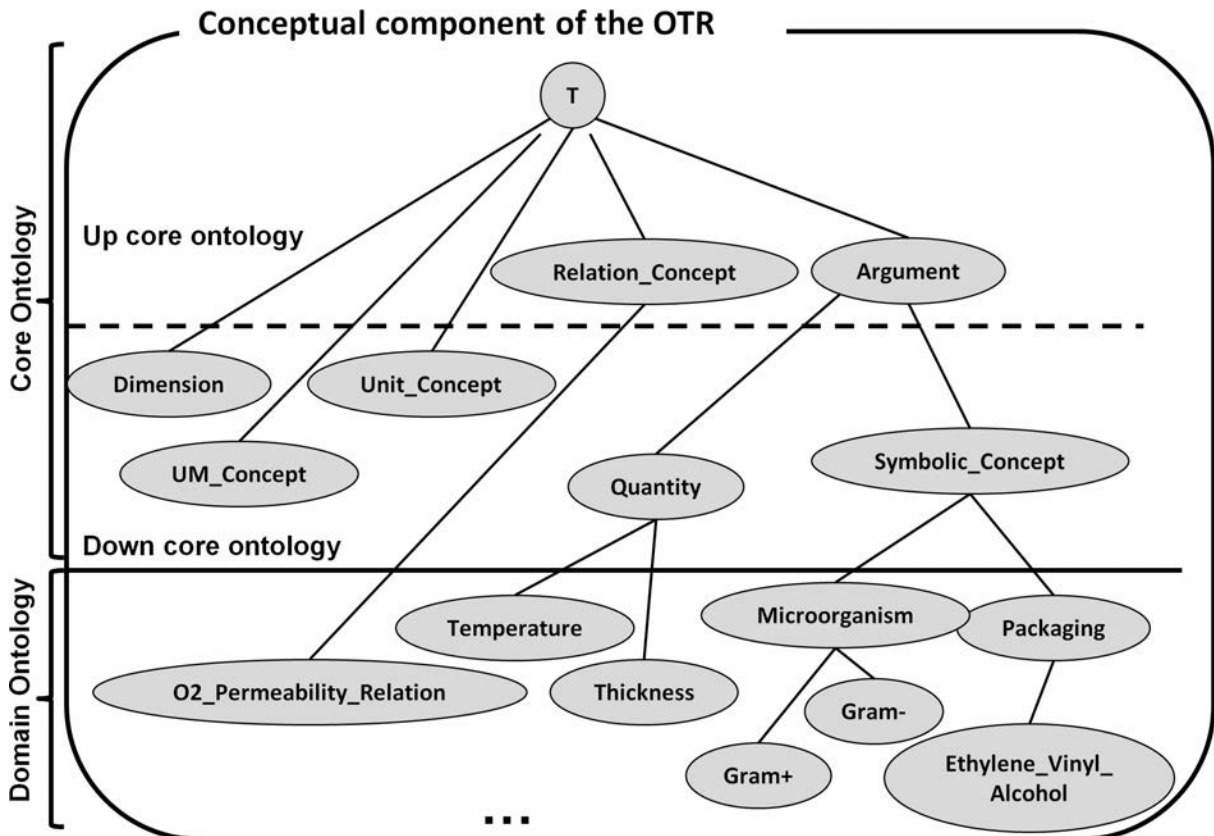 Conceptual component of the OTR
T
Core Ontology
Up core ontology
Relation_Concept
Argument
Dimension
Unit_Concept
UM_Concept
Quantity
Symbolic_Concept
Down core ontology
Domain Ontology
Temperature
Microorganism
Packaging
O2_Permeability_Relation
Thickness
Gram-
Gram+
Ethylene_Vinyl_
Alcohol
...